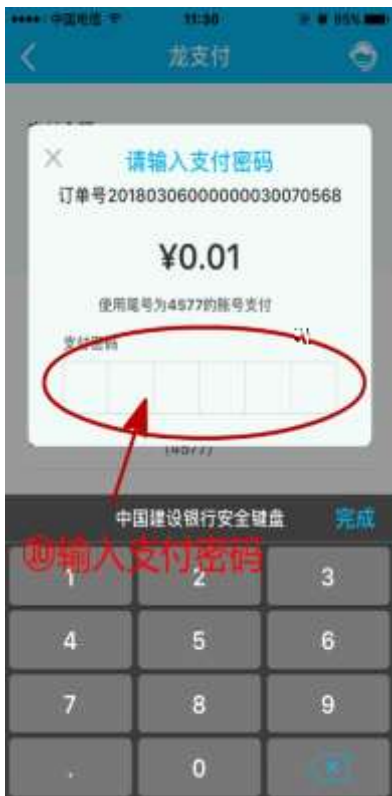 中国电信 11:30 95%
龙支付
请输入支付密码
订单号20180306000000030070568
¥0.01
使用尾号为4577的账号支付
支付密码
(4577)
中国建设银行安全键盘 完成
⑩输入支付密码
1 2 3
4 5 6
7 8 9
. 0